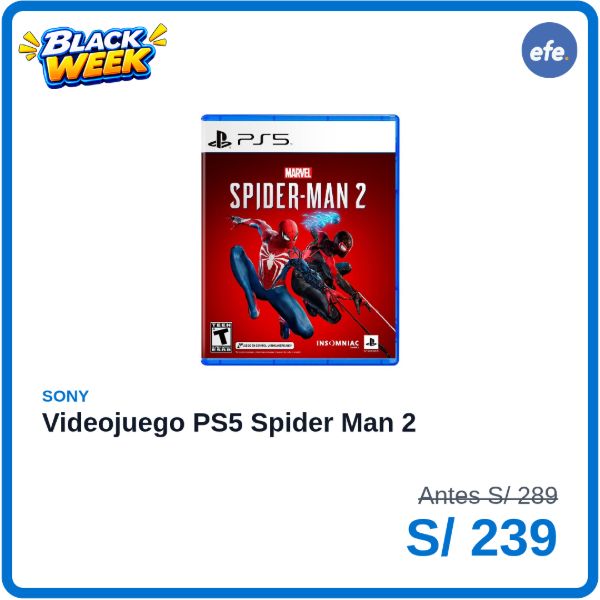 BLACK
WEEK
efe.
PS5
MARVEL
SPIDER-MAN 2
TEEN
T
ESRB
INSOMNIAC
SONY
Videojuego PS5 Spider Man 2
Antes S/ 289
S/ 239